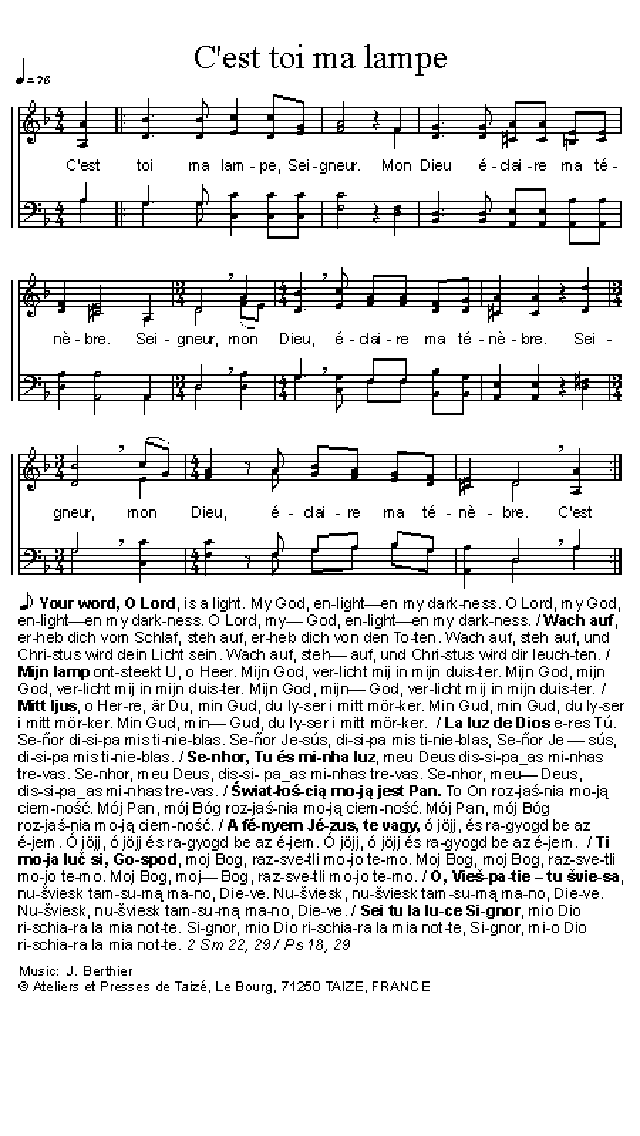 C'est toi ma lampe
♩ = 76
C'est toi ma lam - pe, Sei - gneur. Mon Dieu é - clai - re ma té -
nè - bre. Sei - gneur, mon Dieu, é - clai - re ma té - nè - bre. Sei -
gneur, mon Dieu, é - clai - re ma té - nè - bre. C'est
♪ Your word, O Lord, is a light. My God, en-light—en my dark-ness. O Lord, my God,
en-light—en my dark-ness. O Lord, my— God, en-light—en my dark-ness. / Wach auf,
er-heb dich vom Schlaf, steh auf, er-heb dich von den To-ten. Wach auf, steh auf, und
Chri-stus wird dein Licht sein. Wach auf, steh— auf, und Chri-stus wird dir leuch-ten. /
Mijn lamp ont-steekt U, o Heer. Mijn God, ver-licht mij in mijn duis-ter. Mijn God, mijn
God, ver-licht mij in mijn duis-ter. Mijn God, mijn— God, ver-licht mij in mijn duis-ter. /
Mitt ljus, o Her-re, är Du, min Gud, du ly-ser i mitt mör-ker. Min Gud, min Gud, du ly-ser
i mitt mör-ker. Min Gud, min— Gud, du ly-ser i mitt mör-ker. / La luz de Dios e-res Tú.
Se-ñor di-si-pa mis ti-nie-blas. Se-ñor Je-sús, di-si-pa mis ti-nie-blas, Se-ñor Je — sús,
di-si-pa mis ti-nie-blas. / Se-nhor, Tu és mi-nha luz, meu Deus dis-si-pa_as mi-nhas
tre-vas. Se-nhor, meu Deus, dis-si- pa_as mi-nhas tre-vas. Se-nhor, meu— Deus,
dis-si-pa_as mi-nhas tre-vas. / Świat-łoś-cią mo-ją jest Pan. To On roz-jaś-nia mo-ją
ciem-ność. Mój Pan, mój Bóg roz-jaś-nia mo-ją ciem-ność. Mój Pan, mój Bóg
roz-jaś-nia mo-ją ciem-ność. / A fé-nyem Jé-zus, te vagy, ó jöjj, és ra-gyogd be az
é-jem. Ó jöjj, ó jöjj és ra-gyogd be az é-jem. Ó jöjj, ó jöjj és ra-gyogd be az é-jem. / Ti
mo-ja luč si, Go-spod, moj Bog, raz-sve-tli mo-jo te-mo. Moj Bog, moj Bog, raz-sve-tli
mo-jo te-mo. Moj Bog, moj— Bog, raz-sve-tli mo-jo te-mo. / O, Vieš-pa-tie – tu švie-sa,
nu-šviesk, nu-šviesk tam-su-mą ma-no, Die-ve. Nu-šviesk, nu-šviesk tam-su-mą ma-no, Die-ve.
Nu-šviesk, nu-šviesk tam-su-mą ma-no, Die-ve. / Sei tu la lu-ce Si-gnor, mio Dio
ri-schia-ra la mia not-te. Si-gnor, mio Dio ri-schia-ra la mia not-te, Si-gnor, mi-o Dio
ri-schia-ra la mia not-te. 2 Sm 22, 29 / Ps 18, 29
Music: J. Berthier
© Ateliers et Presses de Taizé, Le Bourg, 71250 TAIZE, FRANCE